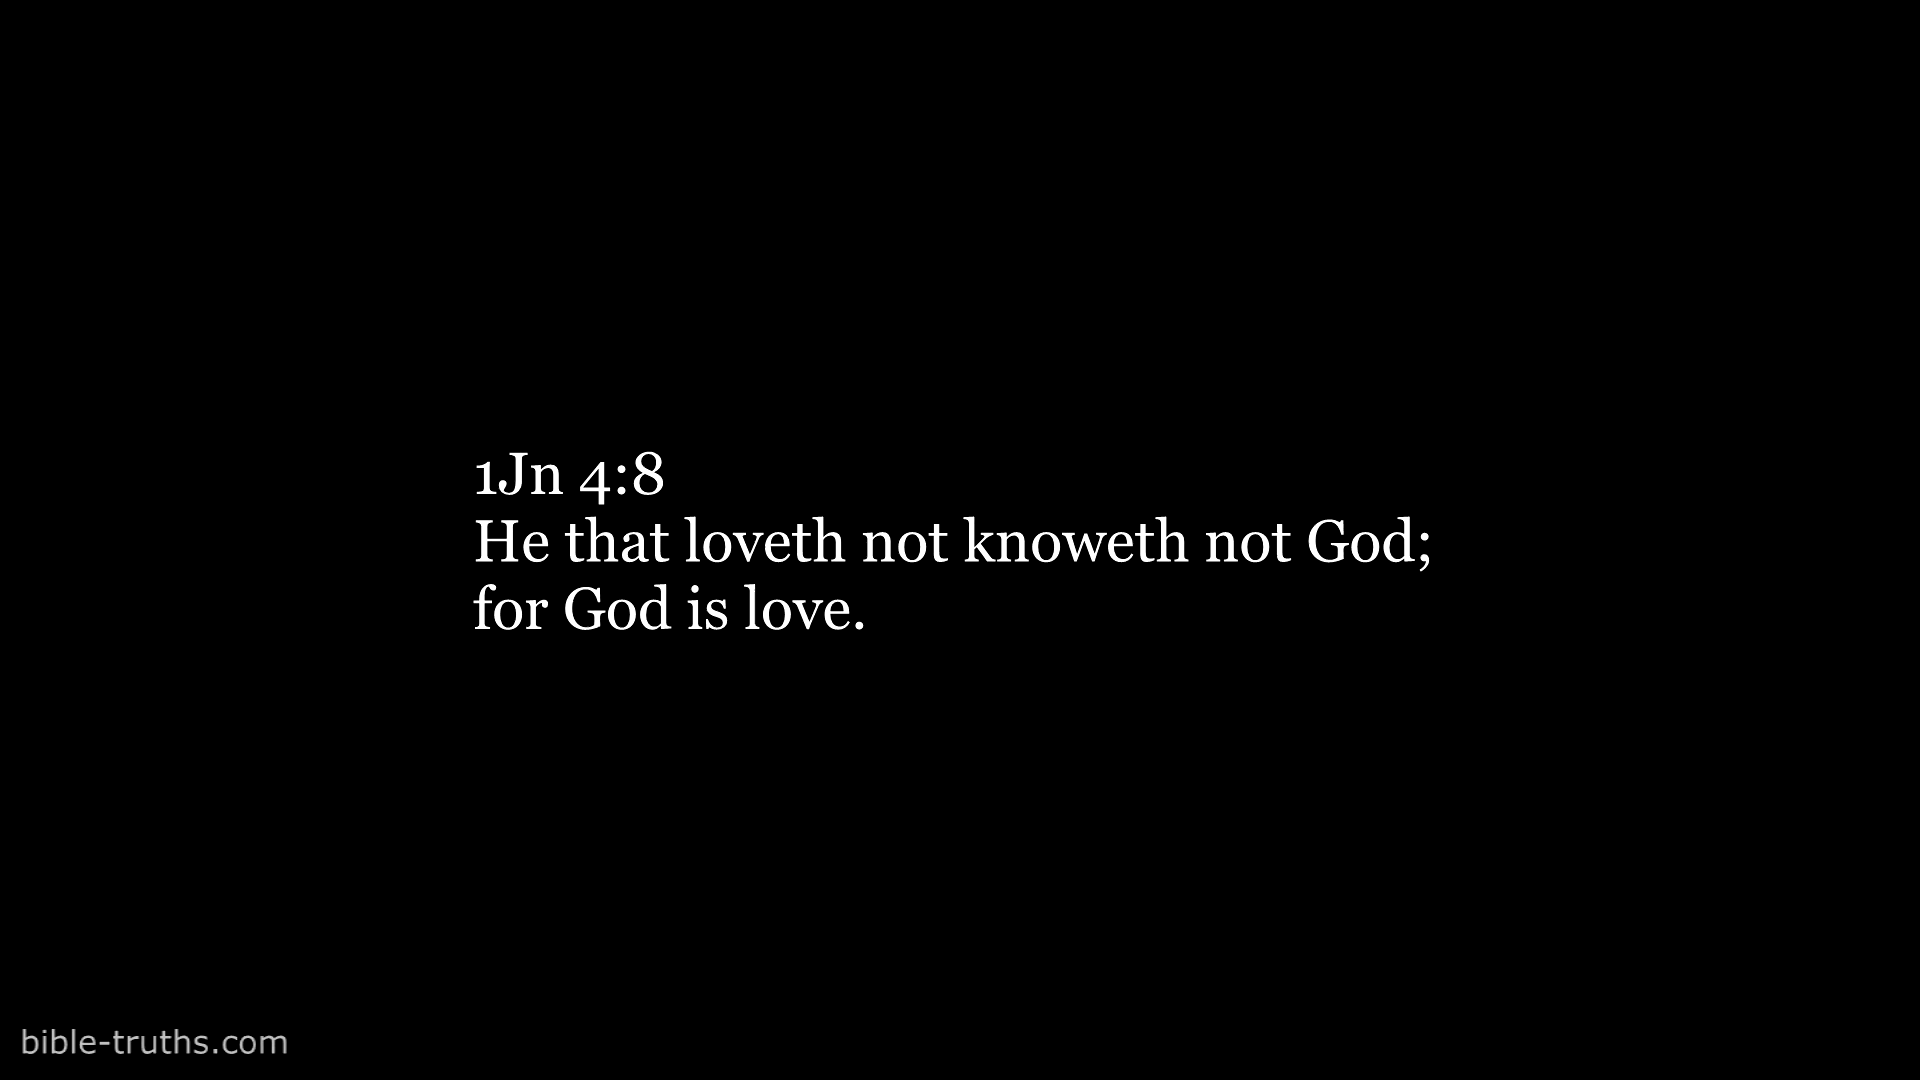 1Jn 4:8
He that loveth not knoweth not God;
for God is love.
bible-truths.com